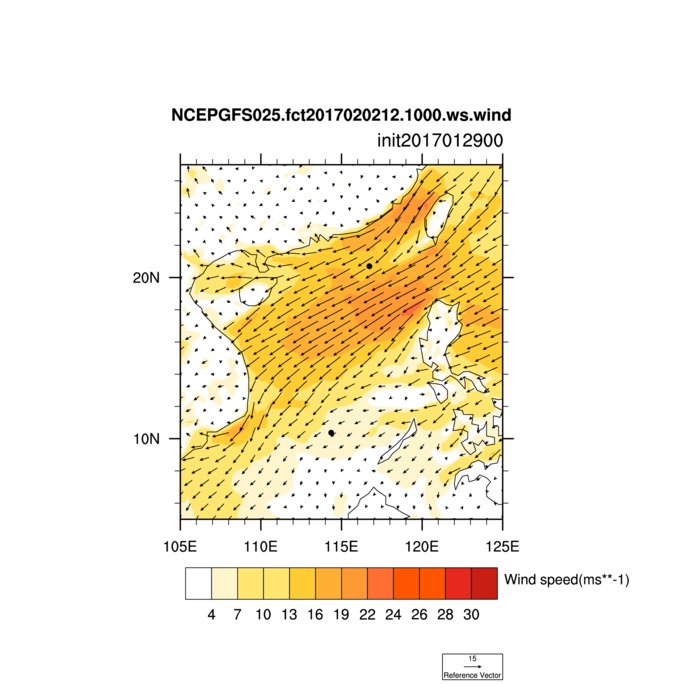 NCEPGFS025.fct2017020212.1000.ws.wind
init2017012900
20N
10N
105E 110E 115E 120E 125E
Wind speed(ms**-1)
4 7 10 13 16 19 22 24 26 28 30
15
Reference Vector